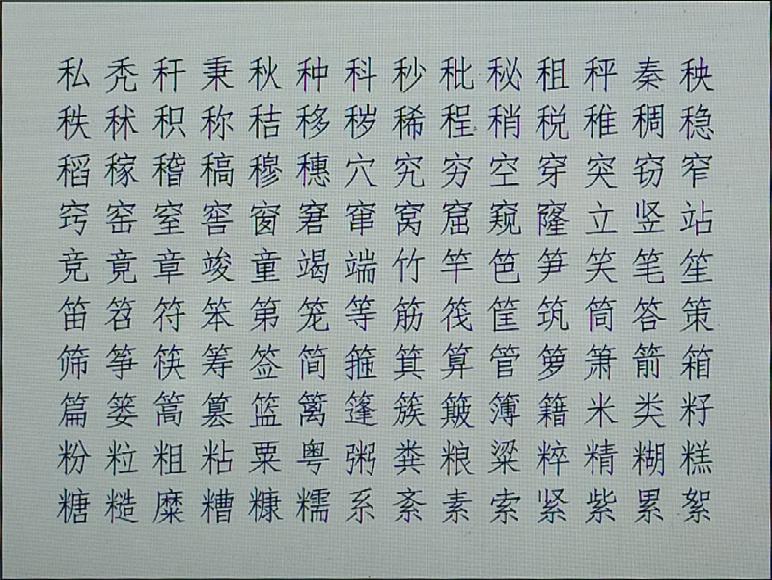 私秃秆秉秋种科秒秕秘租秤秦秧
秩秫积称秸移秽稀程稍税稚稠稳
稻稼稽稿穆穗穴究穷空穿突窃窄
窍窑窒窖窗窘窜窝窟窥窿立竖站
竞竟章竣童竭端竹竿笆笋笑笔笙
笛笤符笨第笼等筋筏筐筑筒答策
筛筝筷筹签简箍箕算管箩箫箭箱
篇篓篙篡篮篱篷簇簸簿籍米类籽
粉粒粗粘粟粤粥粪粮粱粹精糊糕
糖糙糜糟糠糯系紊素索紧紫累絮